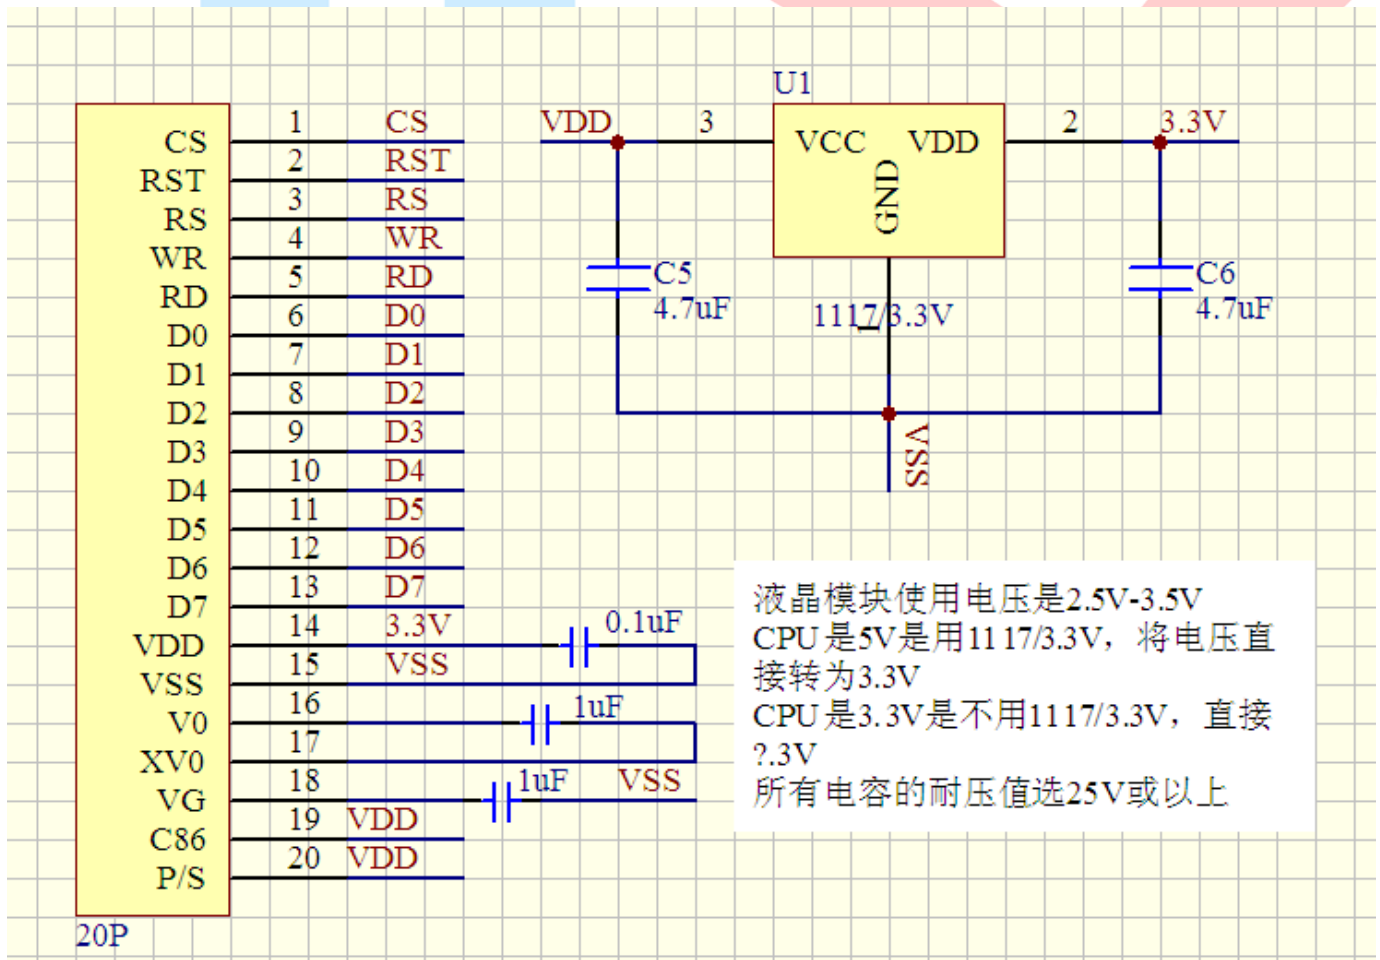 U1
CS 1 CS
RST 2 RST
RS 3 RS
WR 4 WR
RD 5 RD
D0 6 D0
D1 7 D1
D2 8 D2
D3 9 D3
D4 10 D4
D5 11 D5
D6 12 D6
D7 13 D7
VDD 14 3.3V 0.1uF
VSS 15 VSS
V0 16 1uF
XV0 17
VG 18 1uF VSS
C86 19 VDD
P/S 20 VDD
20P
VDD 3 VCC VDD 2 3.3V
GND
C5
4.7uF
1117/3.3V
1
C6
4.7uF
VSS
液晶模块使用电压是2.5V-3.5V
CPU是5V是用1117/3.3V，将电压直
接转为3.3V
CPU是3.3V是不用1117/3.3V，直接
?.3V
所有电容的耐压值选25V或以上